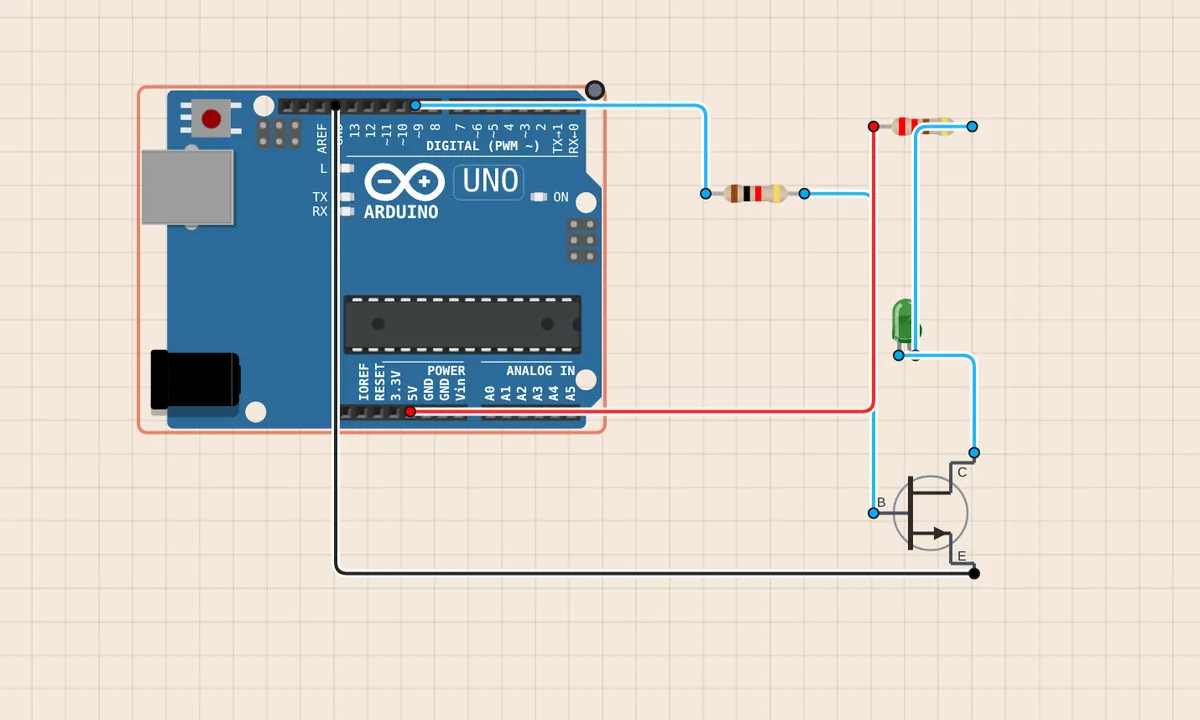 AREF
GND
13
12
~11
~10
~9
8
7
~6
~5
4
~3
2
TX→1
RX←0
DIGITAL (PWM ~)
L
TX
RX
UNO
ON
ARDUINO
IOREF
RESET
3.3V
5V
GND
GND
Vin
POWER
ANALOG IN
A0
A1
A2
A3
A4
A5
C
B
E